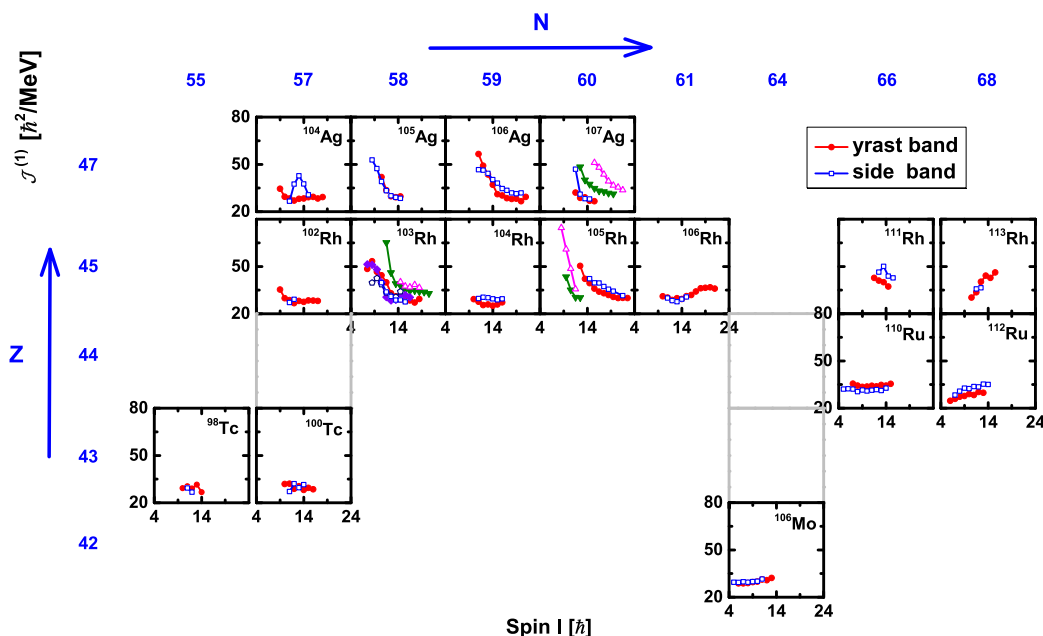 N
55 57 58 59 60 61 64 66 68
𝒥⁽¹⁾ [ℏ²/MeV]
Z
47
45
44
43
42
80
50
20
¹⁰⁴Ag
¹⁰⁵Ag
¹⁰⁶Ag
¹⁰⁷Ag
yrast band
side band
80
50
20
¹⁰²Rh
¹⁰³Rh
¹⁰⁴Rh
¹⁰⁵Rh
¹⁰⁶Rh
¹¹¹Rh
¹¹³Rh
4 14 4 14 4 14 24
80
50
20
¹¹⁰Ru
¹¹²Ru
4 14 4 14 24
80
50
20
⁹⁸Tc
¹⁰⁰Tc
4 14 4 14 24
80
50
20
¹⁰⁶Mo
4 14 24
Spin I [ℏ]